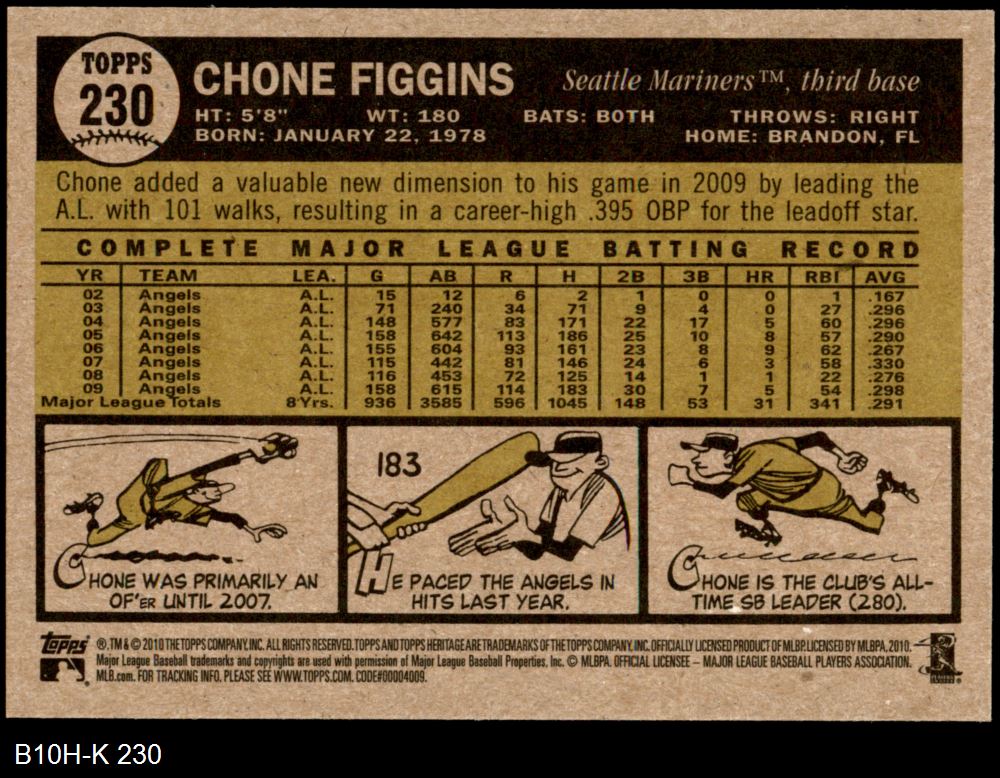 TOPPS
230
CHONE FIGGINS
Seattle Mariners™, third base
HT: 5'8" WT: 180 BATS: BOTH THROWS: RIGHT
BORN: JANUARY 22, 1978 HOME: BRANDON, FL
Chone added a valuable new dimension to his game in 2009 by leading the
A.L. with 101 walks, resulting in a career-high .395 OBP for the leadoff star.
COMPLETE MAJOR LEAGUE BATTING RECORD
YR TEAM LEA. G AB R H 2B 3B HR RBI AVG
02 Angels A.L. 15 12 6 2 1 0 0 1 .167
03 Angels A.L. 71 240 34 71 9 4 0 27 .296
04 Angels A.L. 148 577 83 171 22 17 5 60 .296
05 Angels A.L. 158 642 113 186 25 10 8 57 .290
06 Angels A.L. 155 604 93 161 23 8 9 62 .267
07 Angels A.L. 115 442 81 146 24 6 3 58 .330
08 Angels A.L. 116 453 72 125 14 1 1 22 .276
09 Angels A.L. 158 615 114 183 30 7 5 54 .298
Major League Totals 8 Yrs. 936 3585 596 1045 148 53 31 341 .291
CHONE WAS PRIMARILY AN
OF'ER UNTIL 2007.
183
HE PACED THE ANGELS IN
HITS LAST YEAR.
CHONE IS THE CLUB'S ALL-
TIME SB LEADER (280).
Topps ®, TM & © 2010 THE TOPPS COMPANY, INC. ALL RIGHTS RESERVED. TOPPS AND TOPPS HERITAGE ARE TRADEMARKS OF THE TOPPS COMPANY, INC. OFFICIALLY LICENSED PRODUCT OF MLBP. LICENSED BY MLBPA, 2010.
Major League Baseball trademarks and copyrights are used with permission of Major League Baseball Properties, Inc. © MLBPA. OFFICIAL LICENSEE – MAJOR LEAGUE BASEBALL PLAYERS ASSOCIATION.
MLB.com. FOR TRACKING INFO. PLEASE SEE WWW.TOPPS.COM. CODE#00004009.
B10H-K 230